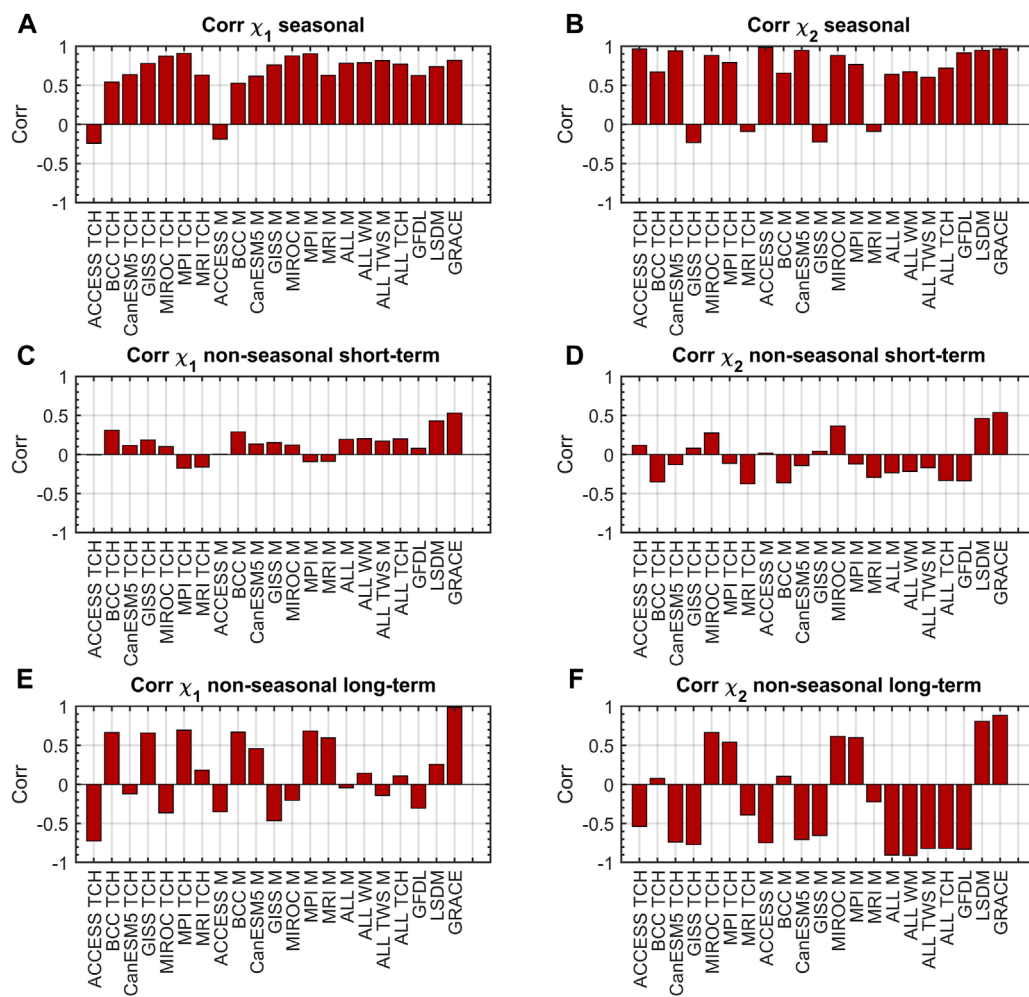 A
Corr χ1 seasonal
Corr
1
0.5
0
-0.5
-1
ACCESS TCH
BCC TCH
CanESM5 TCH
GISS TCH
MIROC TCH
MPI TCH
MRI TCH
ACCESS M
BCC M
CanESM5 M
GISS M
MIROC M
MPI M
MRI M
ALL M
ALL WM
ALL TWS M
ALL TCH
GFDL
LSDM
GRACE
B
Corr χ2 seasonal
Corr
1
0.5
0
-0.5
-1
ACCESS TCH
BCC TCH
CanESM5 TCH
GISS TCH
MIROC TCH
MPI TCH
MRI TCH
ACCESS M
BCC M
CanESM5 M
GISS M
MIROC M
MPI M
MRI M
ALL M
ALL WM
ALL TWS M
ALL TCH
GFDL
LSDM
GRACE
C
Corr χ1 non-seasonal short-term
Corr
1
0.5
0
-0.5
-1
ACCESS TCH
BCC TCH
CanESM5 TCH
GISS TCH
MIROC TCH
MPI TCH
MRI TCH
ACCESS M
BCC M
CanESM5 M
GISS M
MIROC M
MPI M
MRI M
ALL M
ALL WM
ALL TWS M
ALL TCH
GFDL
LSDM
GRACE
D
Corr χ2 non-seasonal short-term
Corr
1
0.5
0
-0.5
-1
ACCESS TCH
BCC TCH
CanESM5 TCH
GISS TCH
MIROC TCH
MPI TCH
MRI TCH
ACCESS M
BCC M
CanESM5 M
GISS M
MIROC M
MPI M
MRI M
ALL M
ALL WM
ALL TWS M
ALL TCH
GFDL
LSDM
GRACE
E
Corr χ1 non-seasonal long-term
Corr
1
0.5
0
-0.5
-1
ACCESS TCH
BCC TCH
CanESM5 TCH
GISS TCH
MIROC TCH
MPI TCH
MRI TCH
ACCESS M
BCC M
CanESM5 M
GISS M
MIROC M
MPI M
MRI M
ALL M
ALL WM
ALL TWS M
ALL TCH
GFDL
LSDM
GRACE
F
Corr χ2 non-seasonal long-term
Corr
1
0.5
0
-0.5
-1
ACCESS TCH
BCC TCH
CanESM5 TCH
GISS TCH
MIROC TCH
MPI TCH
MRI TCH
ACCESS M
BCC M
CanESM5 M
GISS M
MIROC M
MPI M
MRI M
ALL M
ALL WM
ALL TWS M
ALL TCH
GFDL
LSDM
GRACE